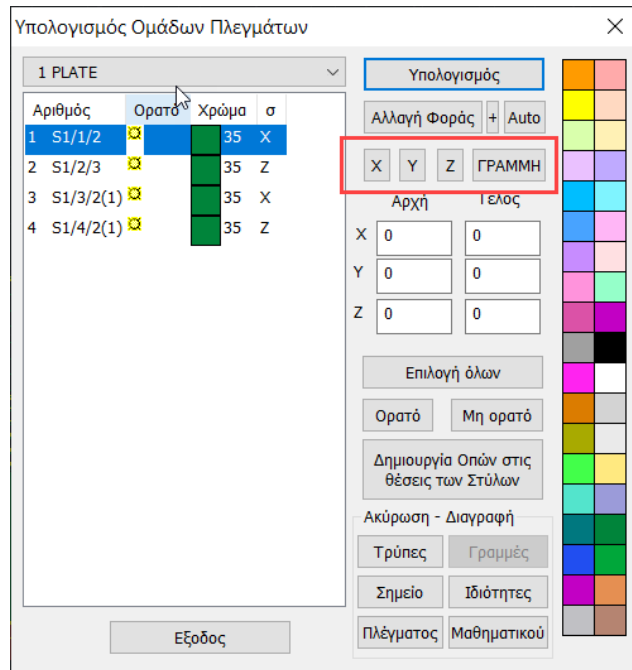 Υπολογισμός Ομάδων Πλεγμάτων
1 PLATE
Υπολογισμός
Αριθμός Ορατό Χρώμα σ
Αλλαγή Φοράς + Auto
1 S1/1/2 35 X
2 S1/2/3 35 Z
X Y Z ΓΡΑΜΜΗ
3 S1/3/2(1) 35 X
Αρχή Τέλος
4 S1/4/2(1) 35 Z
X 0 0
Y 0 0
Z 0 0
Επιλογή όλων
Ορατό Μη ορατό
Δημιουργία Οπών στις
θέσεις των Στύλων
Ακύρωση - Διαγραφή
Τρύπες Γραμμές
Σημείο Ιδιότητες
Πλέγματος Μαθηματικού
Εξοδος